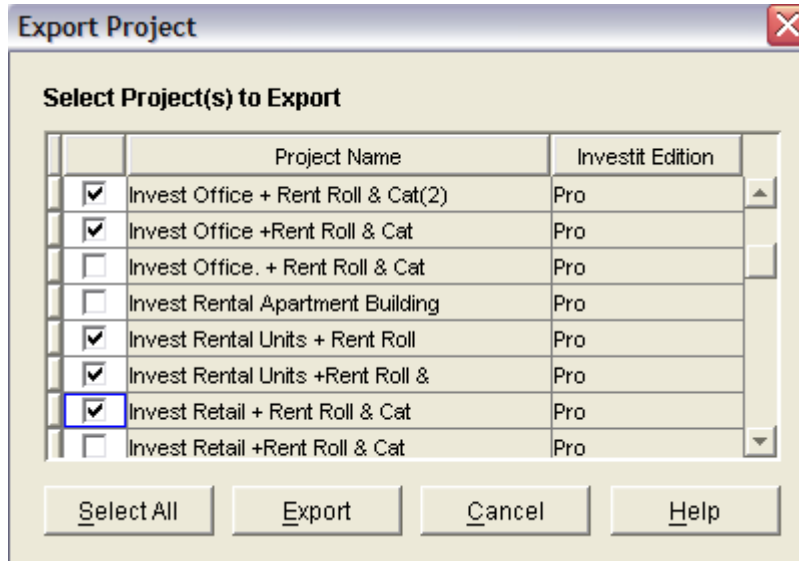 Export Project
Select Project(s) to Export
Project Name Investit Edition
Invest Office + Rent Roll & Cat(2) Pro
Invest Office +Rent Roll & Cat Pro
Invest Office. + Rent Roll & Cat Pro
Invest Rental Apartment Building Pro
Invest Rental Units + Rent Roll Pro
Invest Rental Units +Rent Roll & Pro
Invest Retail + Rent Roll & Cat Pro
Invest Retail +Rent Roll & Cat Pro
Select All Export Cancel Help